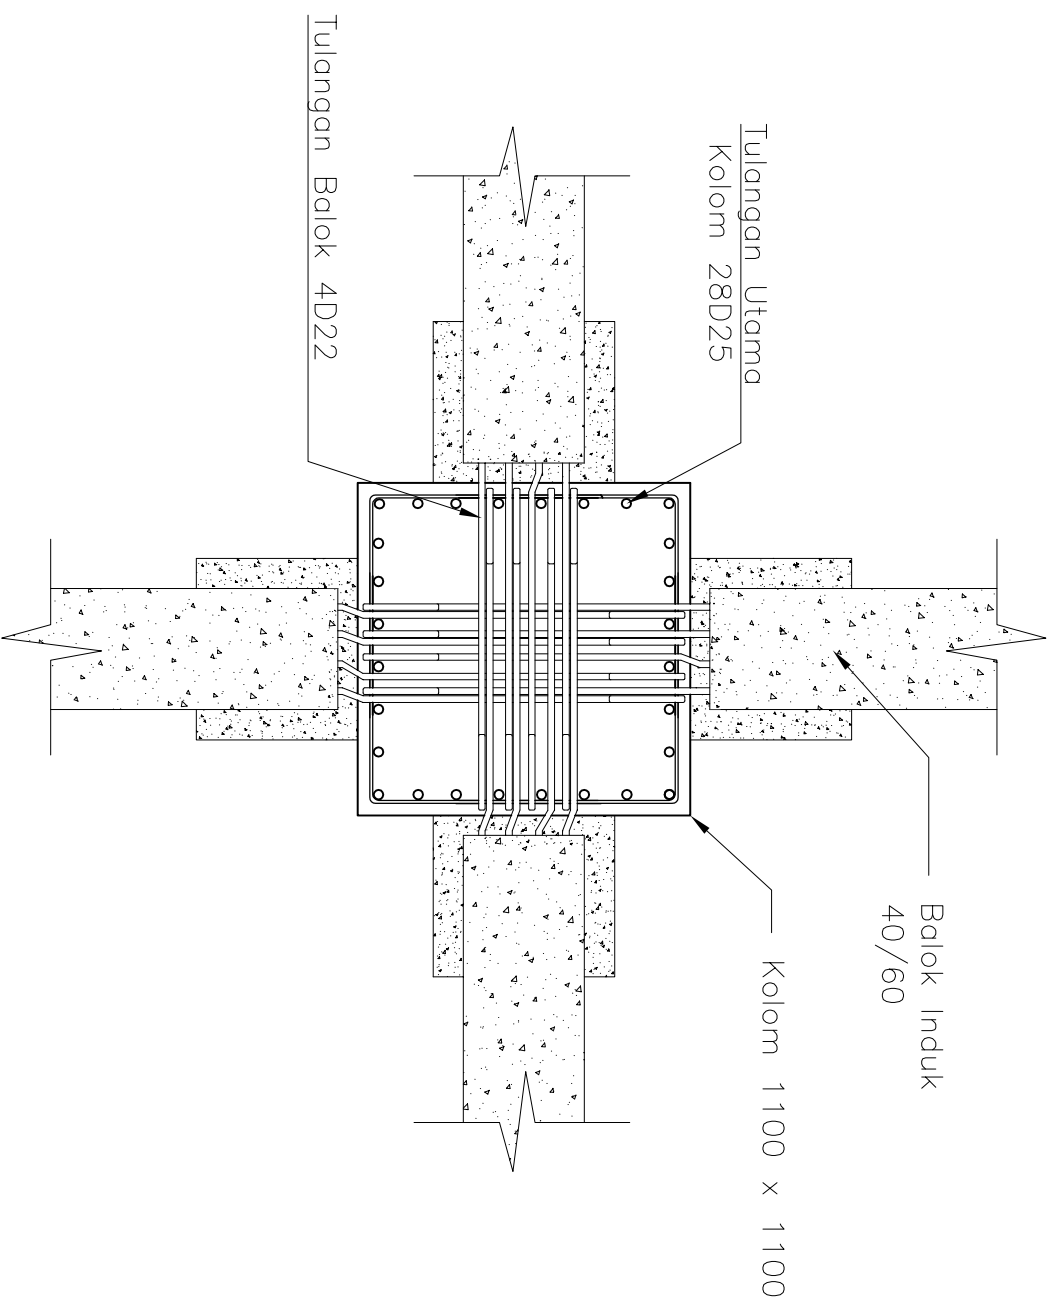 Tulangan Utama
Kolom 28D25
Balok Induk
40/60
Kolom 1100 x 1100
Tulangan Balok 4D22